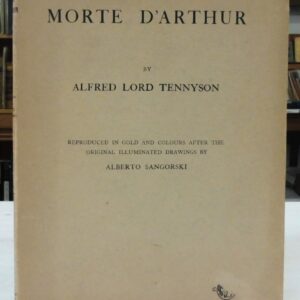 MORTE D'ARTHUR
BY
ALFRED LORD TENNYSON
REPRODUCED IN GOLD AND COLOURS AFTER THE
ORIGINAL ILLUMINATED DRAWINGS BY
ALBERTO SANGORSKI